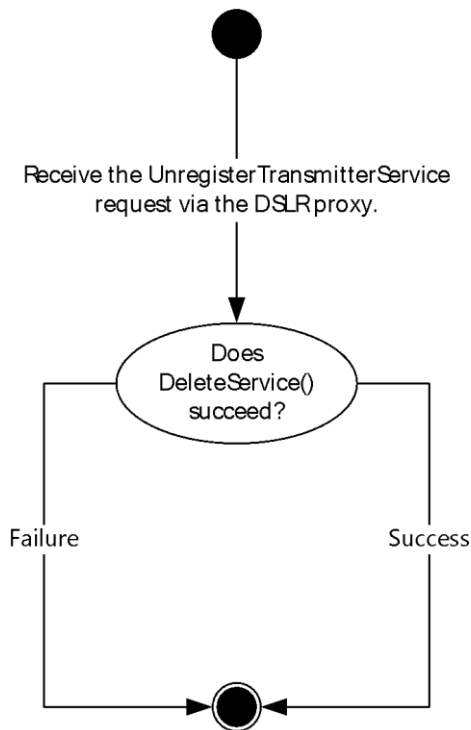 Receive the UnregisterTransmitterService
request via the DSLR proxy.
Does
DeleteService()
succeed?
Failure
Success